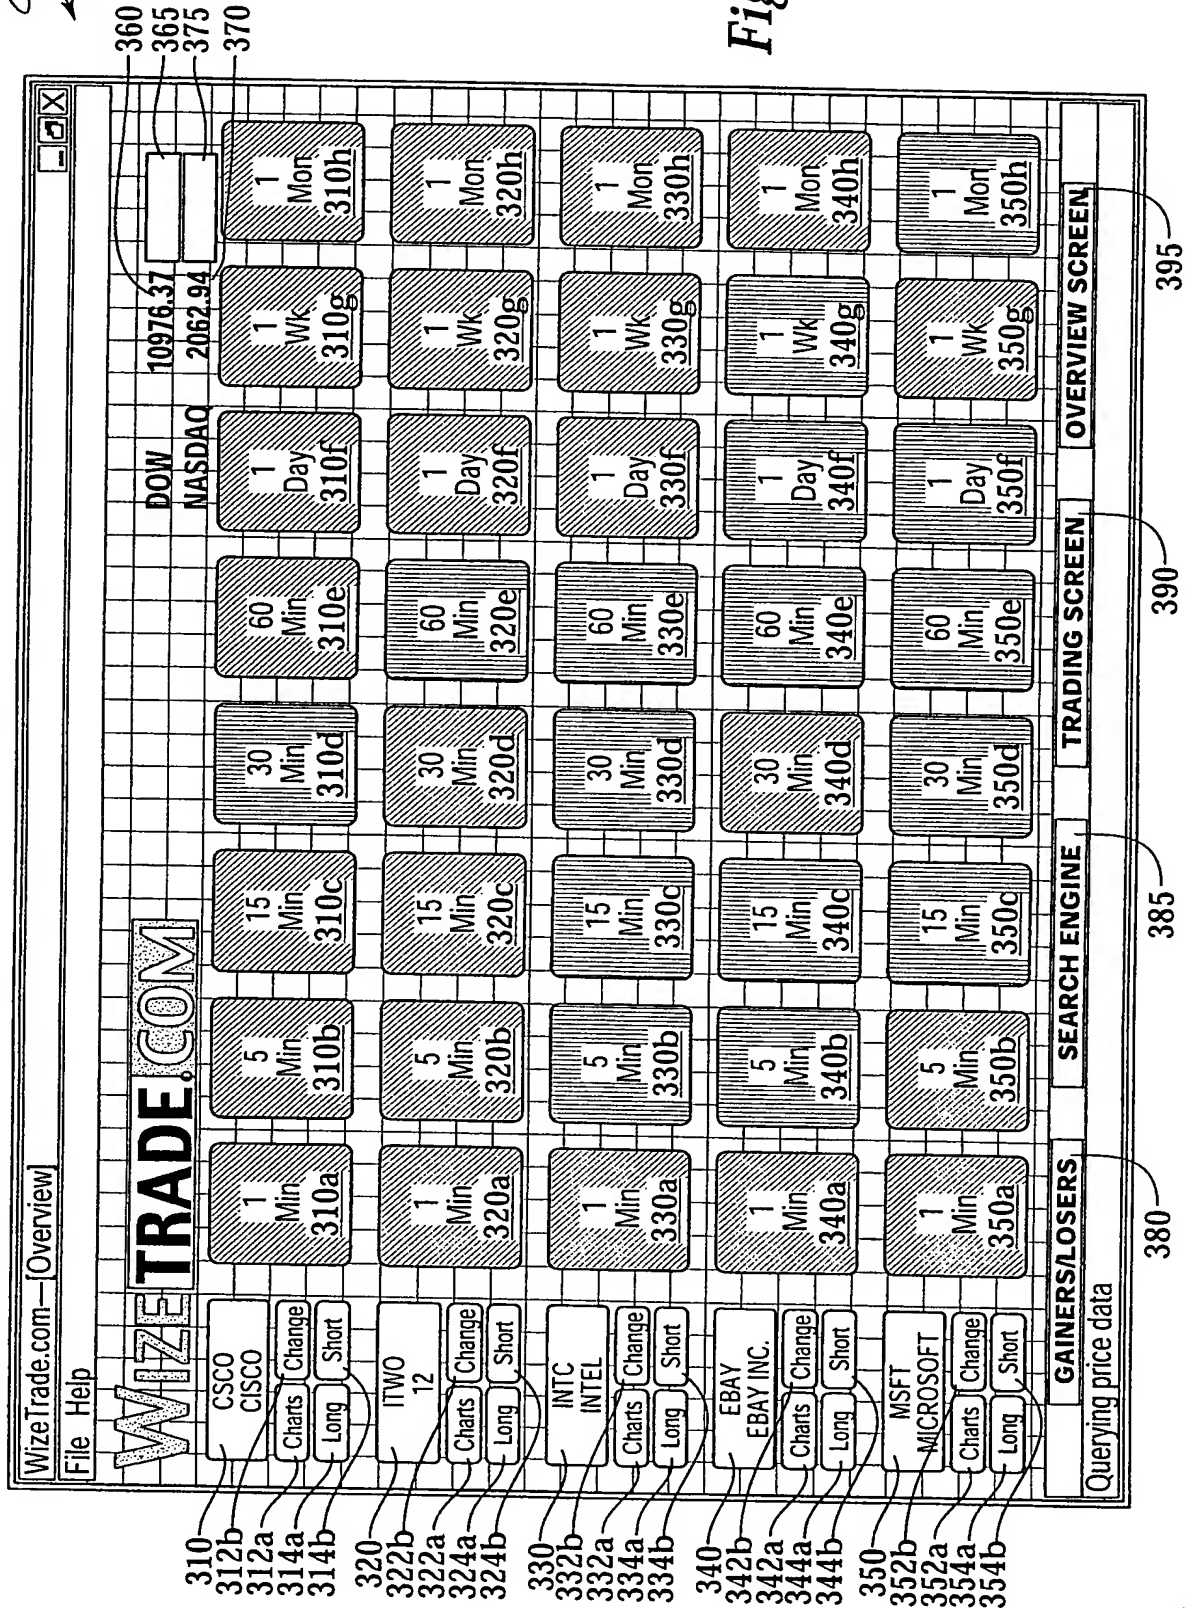 Fig
360
365
375
370
WizeTrade.com—[Overview]
File Help
WIZETRADE.COM
DOW 10976.37
NASDAQ 2062.94
310
312b
312a
314a
314b
CSCO
CISCO
Charts Change
Long Short
1 Min 310a
5 Min 310b
15 Min 310c
30 Min 310d
60 Min 310e
1 Day 310f
1 Wk 310g
1 Mon 310h
320
322b
322a
324a
324b
ITWO
12
Charts Change
Long Short
1 Min 320a
5 Min 320b
15 Min 320c
30 Min 320d
60 Min 320e
1 Day 320f
1 Wk 320g
1 Mon 320h
330
332b
332a
334a
334b
INTC
INTEL
Charts Change
Long Short
1 Min 330a
5 Min 330b
15 Min 330c
30 Min 330d
60 Min 330e
1 Day 330f
1 Wk 330g
1 Mon 330h
340
342b
342a
344a
344b
EBAY
EBAY INC.
Charts Change
Long Short
1 Min 340a
5 Min 340b
15 Min 340c
30 Min 340d
60 Min 340e
1 Day 340f
1 Wk 340g
1 Mon 340h
350
352b
352a
354a
354b
MSFT
MICROSOFT
Charts Change
Long Short
1 Min 350a
5 Min 350b
15 Min 350c
30 Min 350d
60 Min 350e
1 Day 350f
1 Wk 350g
1 Mon 350h
GAINERS/LOSERS SEARCH ENGINE TRADING SCREEN OVERVIEW SCREEN
Querying price data
380
385
390
395